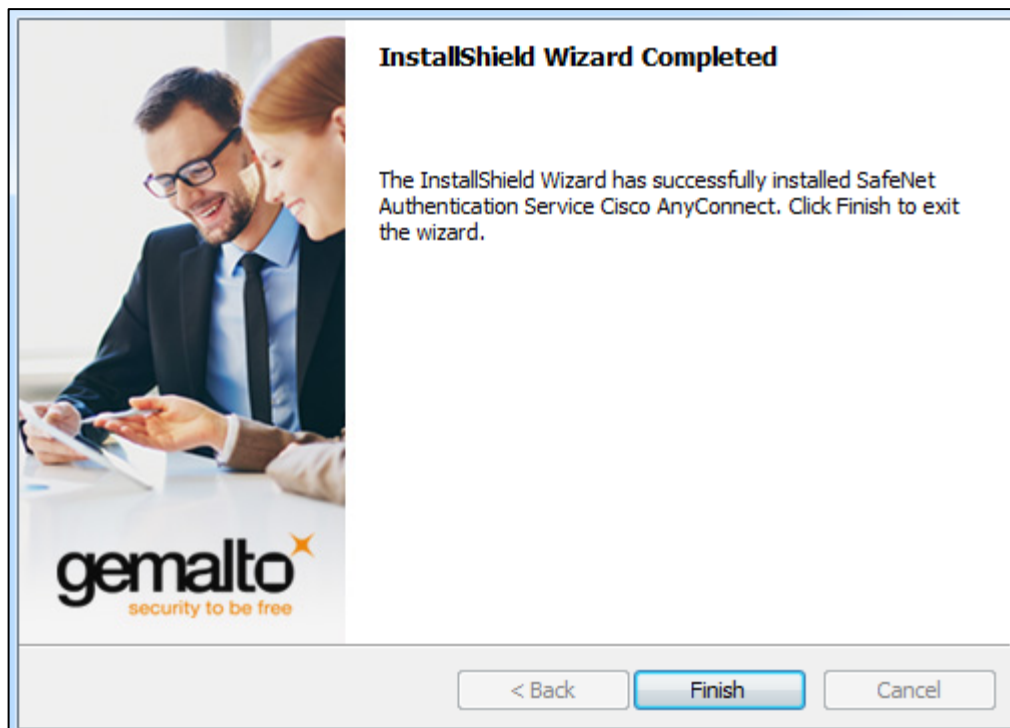 InstallShield Wizard Completed
The InstallShield Wizard has successfully installed SafeNet
Authentication Service Cisco AnyConnect. Click Finish to exit
the wizard.
gemalto
security to be free
< Back
Finish
Cancel